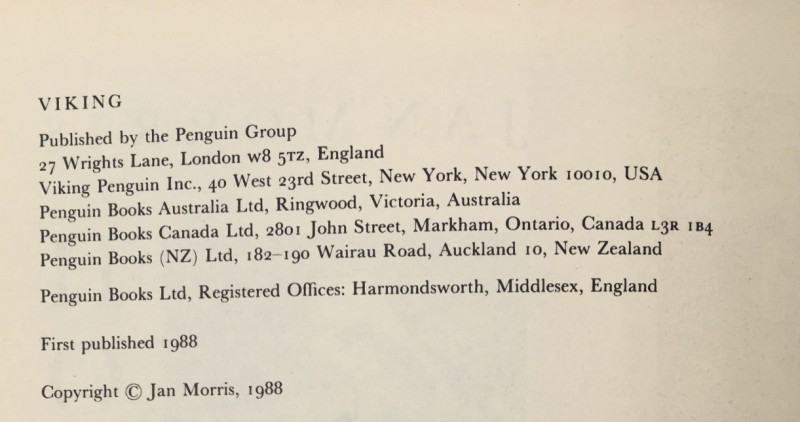 VIKING
Published by the Penguin Group
27 Wrights Lane, London w8 5TZ, England
Viking Penguin Inc., 40 West 23rd Street, New York, New York 10010, USA
Penguin Books Australia Ltd, Ringwood, Victoria, Australia
Penguin Books Canada Ltd, 2801 John Street, Markham, Ontario, Canada L3R 1B4
Penguin Books (NZ) Ltd, 182–190 Wairau Road, Auckland 10, New Zealand
Penguin Books Ltd, Registered Offices: Harmondsworth, Middlesex, England
First published 1988
Copyright © Jan Morris, 1988